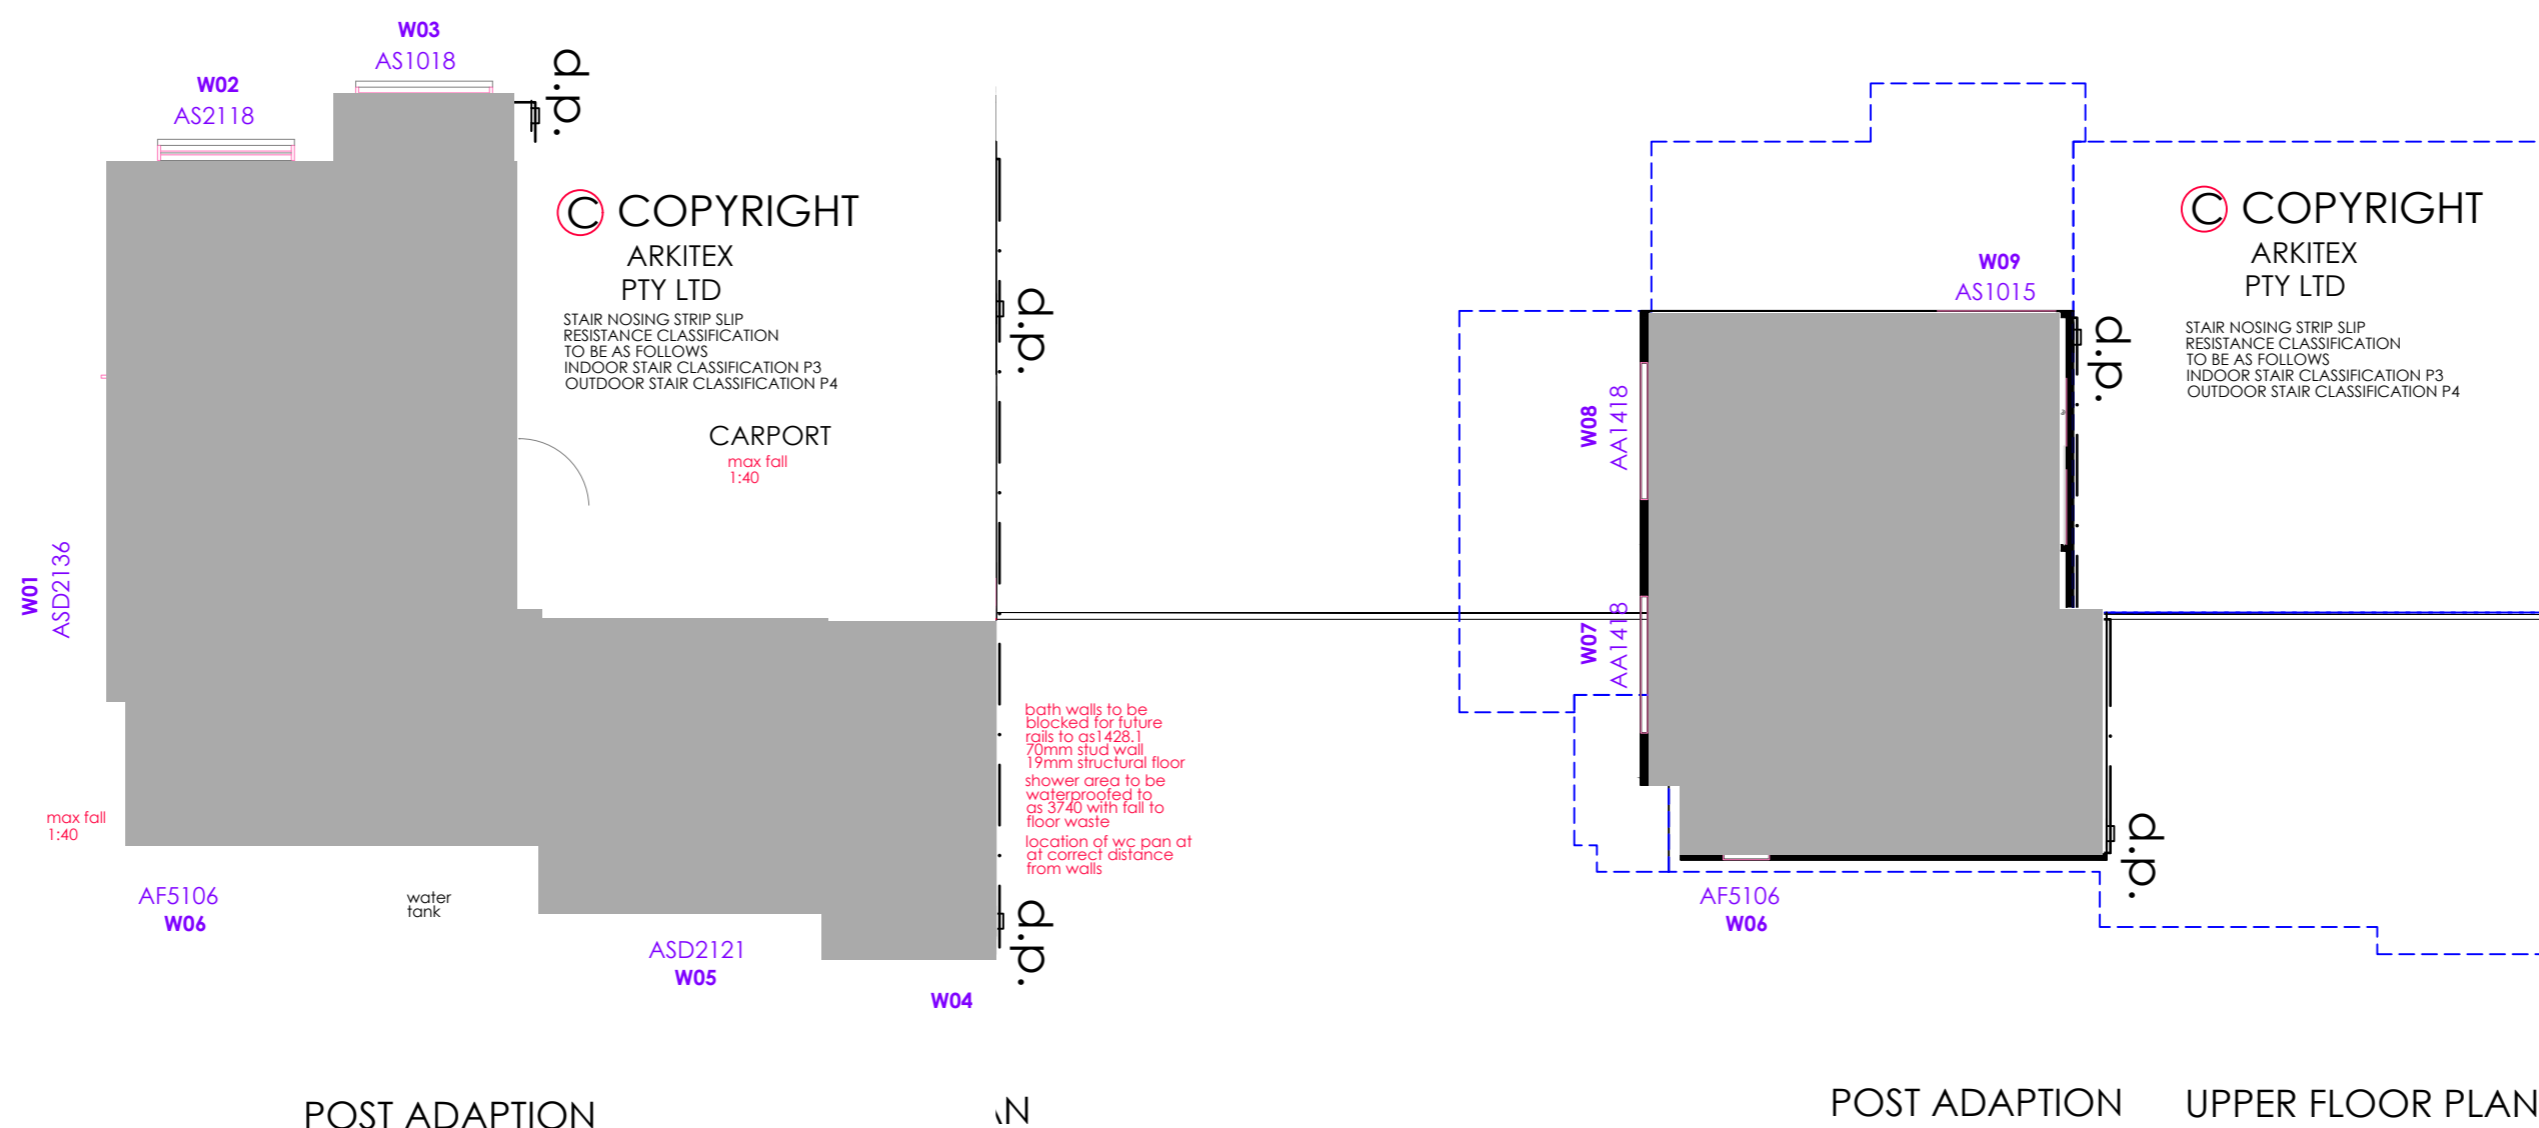 W03
AS1018
W02
AS2118
d.p.
© COPYRIGHT
ARKITEX
PTY LTD
STAIR NOSING STRIP SLIP
RESISTANCE CLASSIFICATION
TO BE AS FOLLOWS
INDOOR STAIR CLASSIFICATION P3
OUTDOOR STAIR CLASSIFICATION P4
CARPORT
max fall
1:40
d.p.
W01
ASD2136
max fall
1:40
AF5106
W06
water
tank
ASD2121
W05
W04
bath walls to be
blocked for future
rails to as1428.1
70mm stud wall
19mm structural floor
shower area to be
waterproofed to
as 3740 with fall to
floor waste
location of wc pan at
at correct distance
from walls
d.p.
POST ADAPTION
W09
AS1015
© COPYRIGHT
ARKITEX
PTY LTD
STAIR NOSING STRIP SLIP
RESISTANCE CLASSIFICATION
TO BE AS FOLLOWS
INDOOR STAIR CLASSIFICATION P3
OUTDOOR STAIR CLASSIFICATION P4
d.p.
W08
AA1418
W07
AA1418
AF5106
W06
d.p.
POST ADAPTION UPPER FLOOR PLAN